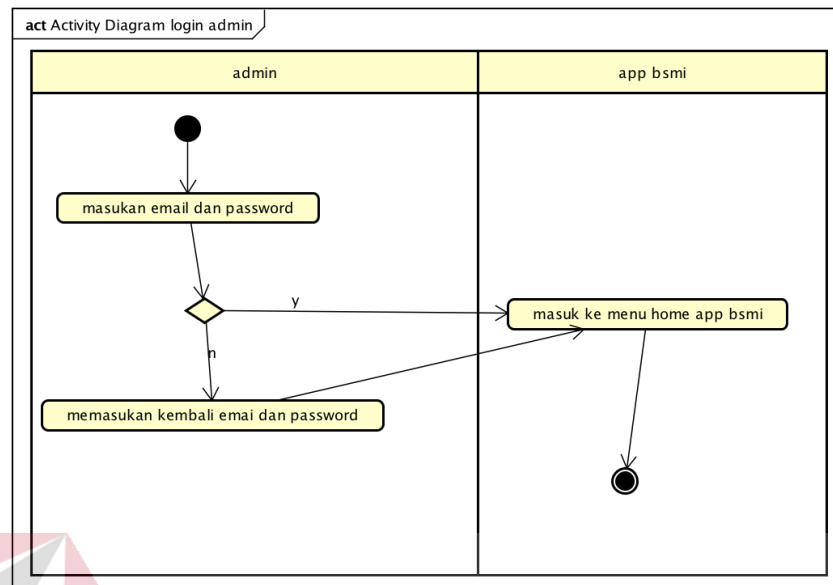 act Activity Diagram login admin
admin
app bsmi
masukan email dan password
y
masuk ke menu home app bsmi
n
memasukan kembali emai dan password